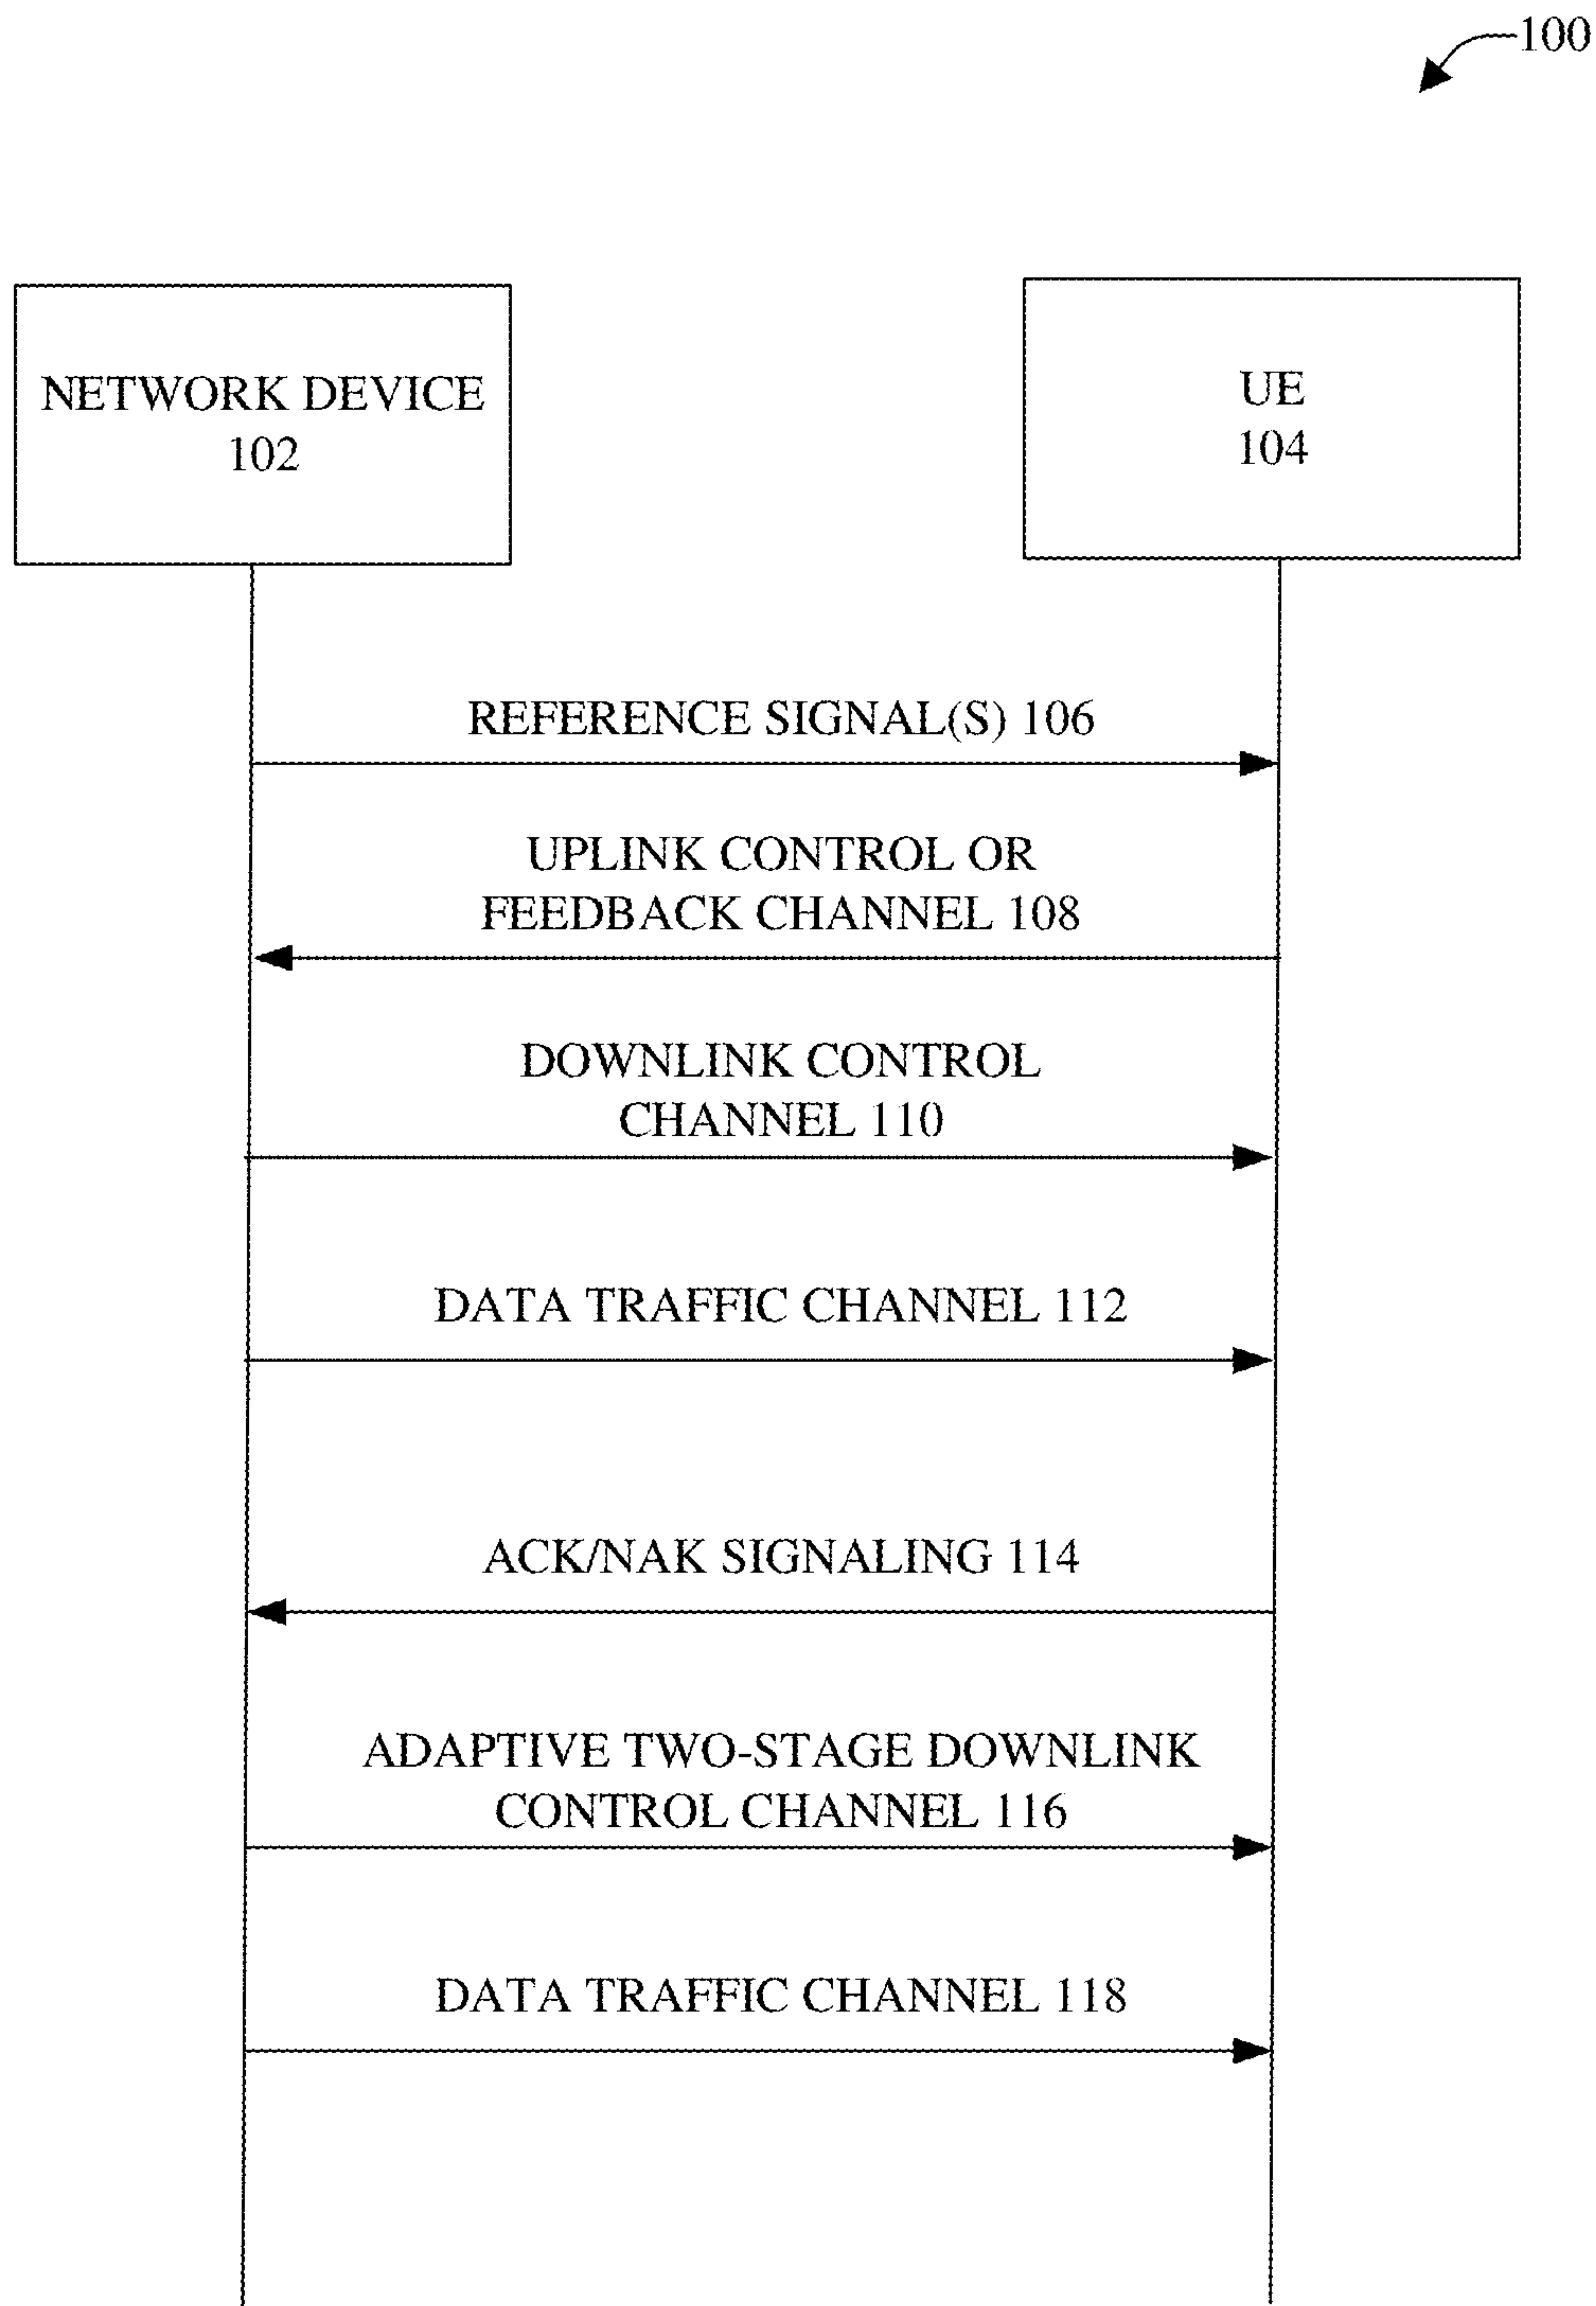 100
NETWORK DEVICE
102
UE
104
REFERENCE SIGNAL(S) 106
UPLINK CONTROL OR
FEEDBACK CHANNEL 108
DOWNLINK CONTROL
CHANNEL 110
DATA TRAFFIC CHANNEL 112
ACK/NAK SIGNALING 114
ADAPTIVE TWO-STAGE DOWNLINK
CONTROL CHANNEL 116
DATA TRAFFIC CHANNEL 118